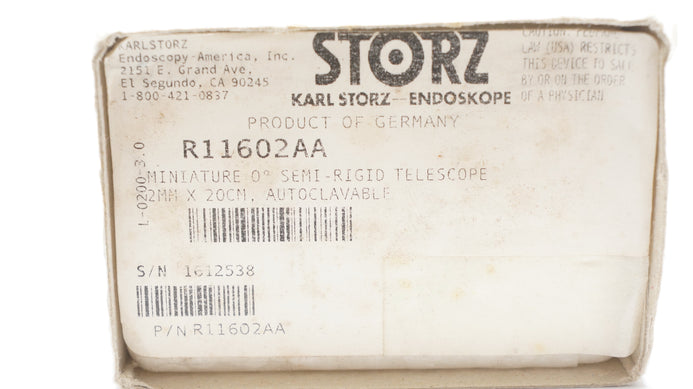 KARL STORZ
Endoscopy-America, Inc.
2151 E. Grand Ave.
El Segundo, CA 90245
1-800-421-0837
STORZ
KARL STORZ—ENDOSKOPE
CAUTION: FEDERAL
LAW (USA) RESTRICTS
THIS DEVICE TO SALE
BY OR ON THE ORDER
OF A PHYSICIAN.
PRODUCT OF GERMANY
R11602AA
MINIATURE 0° SEMI-RIGID TELESCOPE
2MM X 20CM, AUTOCLAVABLE
L-0200-3.0
S/N 1612538
P/N R11602AA